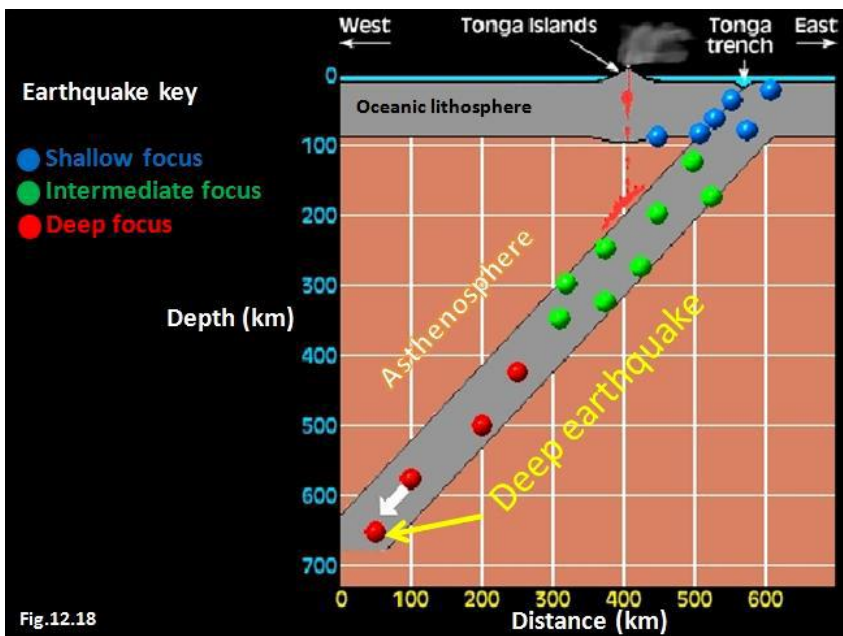 West
Tonga Islands
Tonga
trench
East
Earthquake key
Shallow focus
Intermediate focus
Deep focus
Oceanic lithosphere
Asthenosphere
Deep earthquake
Depth (km)
0
100
200
300
400
500
600
700
0 100 200 300 400 500 600
Distance (km)
Fig.12.18